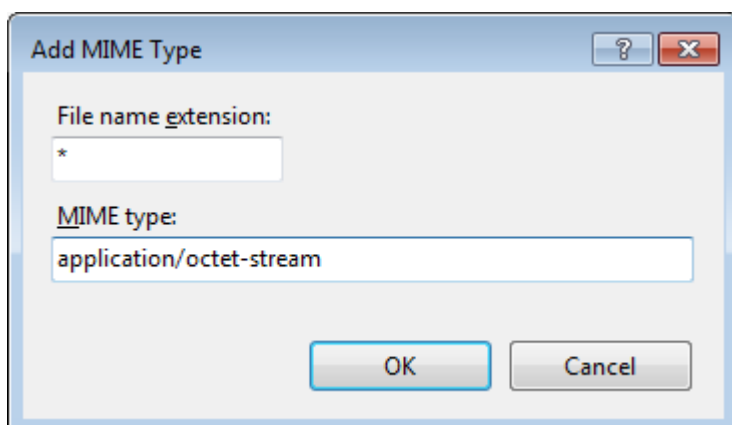 Add MIME Type
?
File name extension:
*
MIME type:
application/octet-stream
OK Cancel